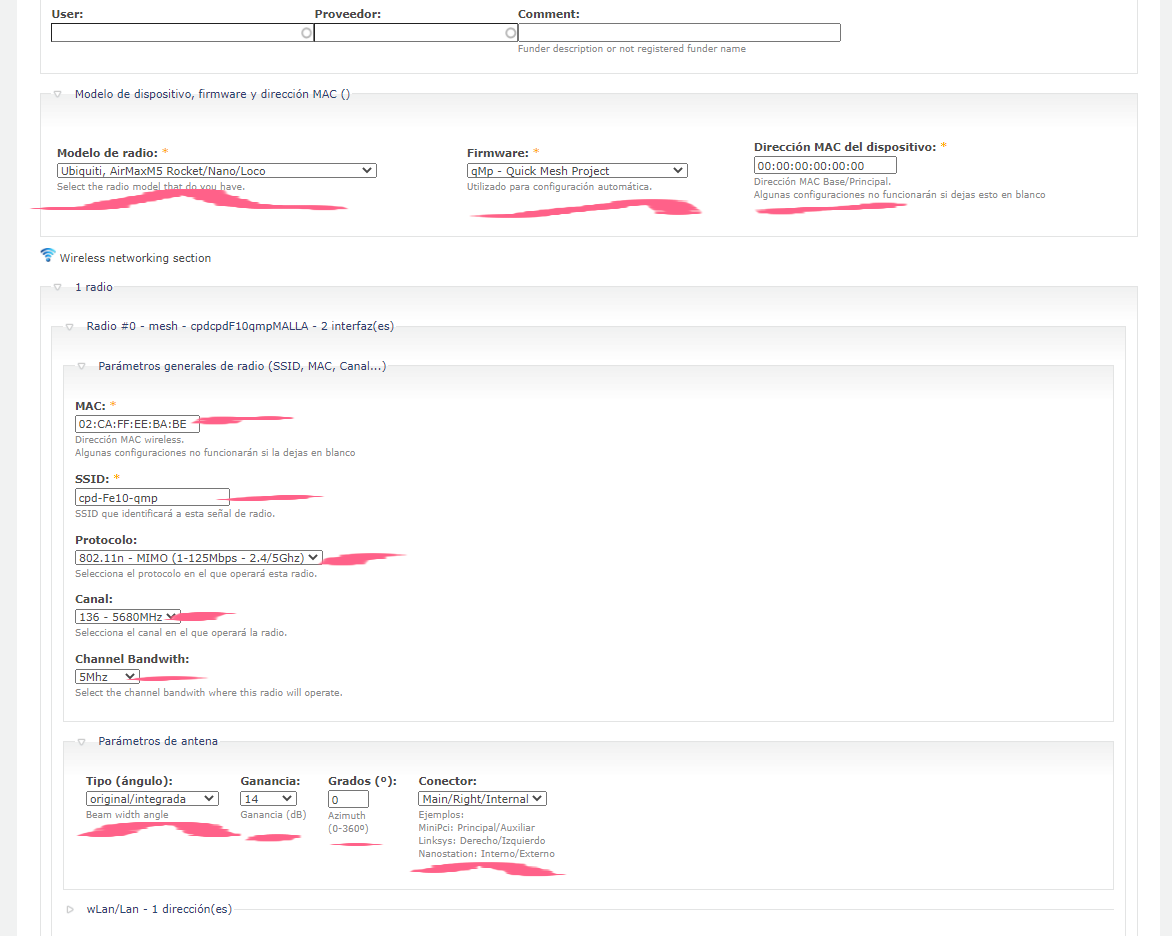 User: Proveedor: Comment:
Funder description or not registered funder name
Modelo de dispositivo, firmware y dirección MAC ()
Modelo de radio: * Firmware: * Dirección MAC del dispositivo: *
Ubiquiti, AirMaxM5 Rocket/Nano/Loco qMp - Quick Mesh Project 00:00:00:00:00:00
Select the radio model that do you have. Utilizado para configuración automática. Dirección MAC Base/Principal.
Algunas configuraciones no funcionarán si dejas esto en blanco
Wireless networking section
1 radio
Radio #0 - mesh - cpdcpdF10qmpMALLA - 2 interfaz(es)
Parámetros generales de radio (SSID, MAC, Canal...)
MAC: *
02:CA:FF:EE:BA:BE
Dirección MAC wireless.
Algunas configuraciones no funcionarán si la dejas en blanco
SSID: *
cpd-Fe10-qmp
SSID que identificará a esta señal de radio.
Protocolo:
802.11n - MIMO (1-125Mbps - 2.4/5Ghz)
Selecciona el protocolo en el que operará esta radio.
Canal:
136 - 5680MHz
Selecciona el canal en el que operará la radio.
Channel Bandwith:
5Mhz
Select the channel bandwith where this radio will operate.
Parámetros de antena
Tipo (ángulo): Ganancia: Grados (º): Conector:
original/integrada 14 0 Main/Right/Internal
Beam width angle Ganancia (dB) Azimuth Ejemplos:
(0-360º) MiniPci: Principal/Auxiliar
Linksys: Derecho/Izquierdo
Nanostation: Interno/Externo
wLan/Lan - 1 dirección(es)